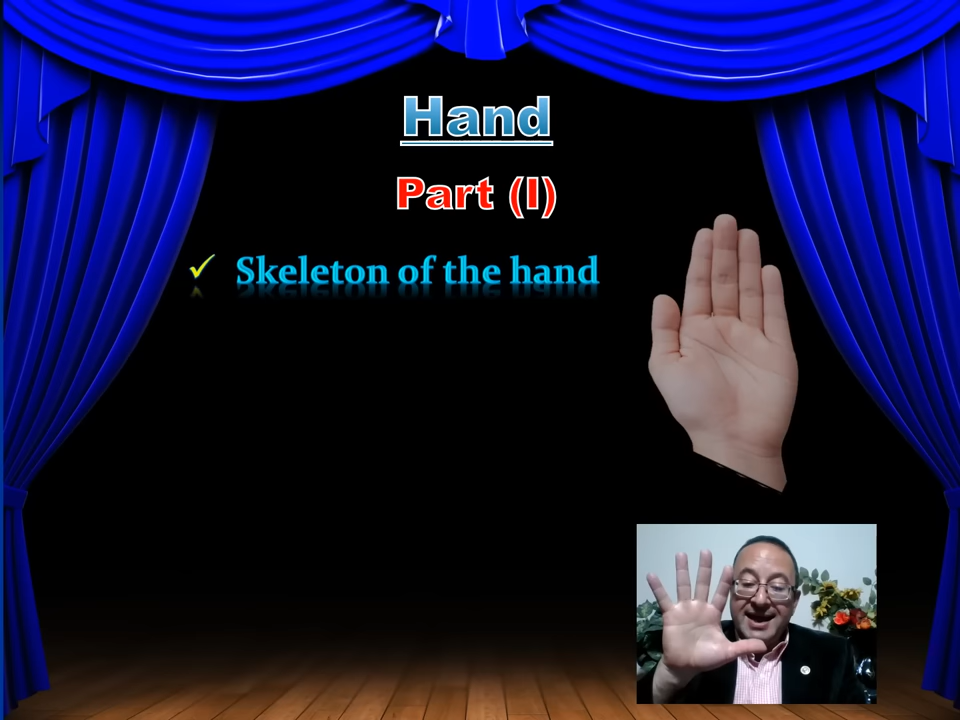 Hand
Part (I)
✓ Skeleton of the hand